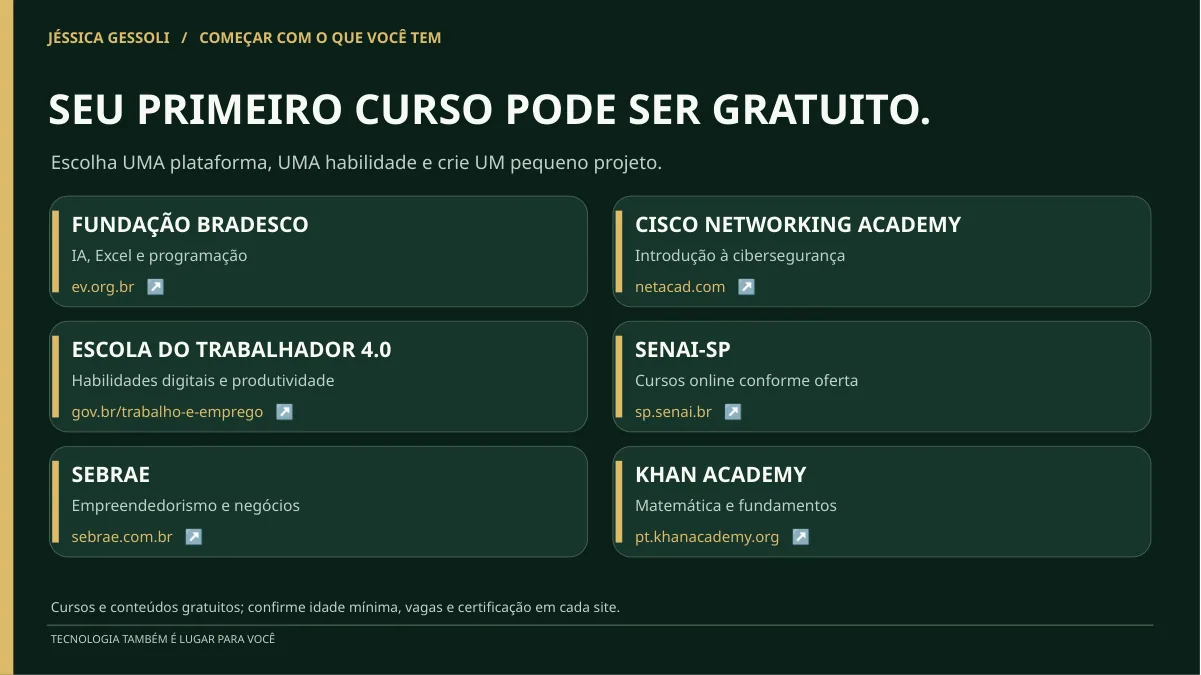 JÉSSICA GESSOLI / COMEÇAR COM O QUE VOCÊ TEM
SEU PRIMEIRO CURSO PODE SER GRATUITO.
Escolha UMA plataforma, UMA habilidade e crie UM pequeno projeto.
FUNDAÇÃO BRADESCO
IA, Excel e programação
ev.org.br ↗
CISCO NETWORKING ACADEMY
Introdução à cibersegurança
netacad.com ↗
ESCOLA DO TRABALHADOR 4.0
Habilidades digitais e produtividade
gov.br/trabalho-e-emprego ↗
SENAI-SP
Cursos online conforme oferta
sp.senai.br ↗
SEBRAE
Empreendedorismo e negócios
sebrae.com.br ↗
KHAN ACADEMY
Matemática e fundamentos
pt.khanacademy.org ↗
Cursos e conteúdos gratuitos; confirme idade mínima, vagas e certificação em cada site.
TECNOLOGIA TAMBÉM É LUGAR PARA VOCÊ